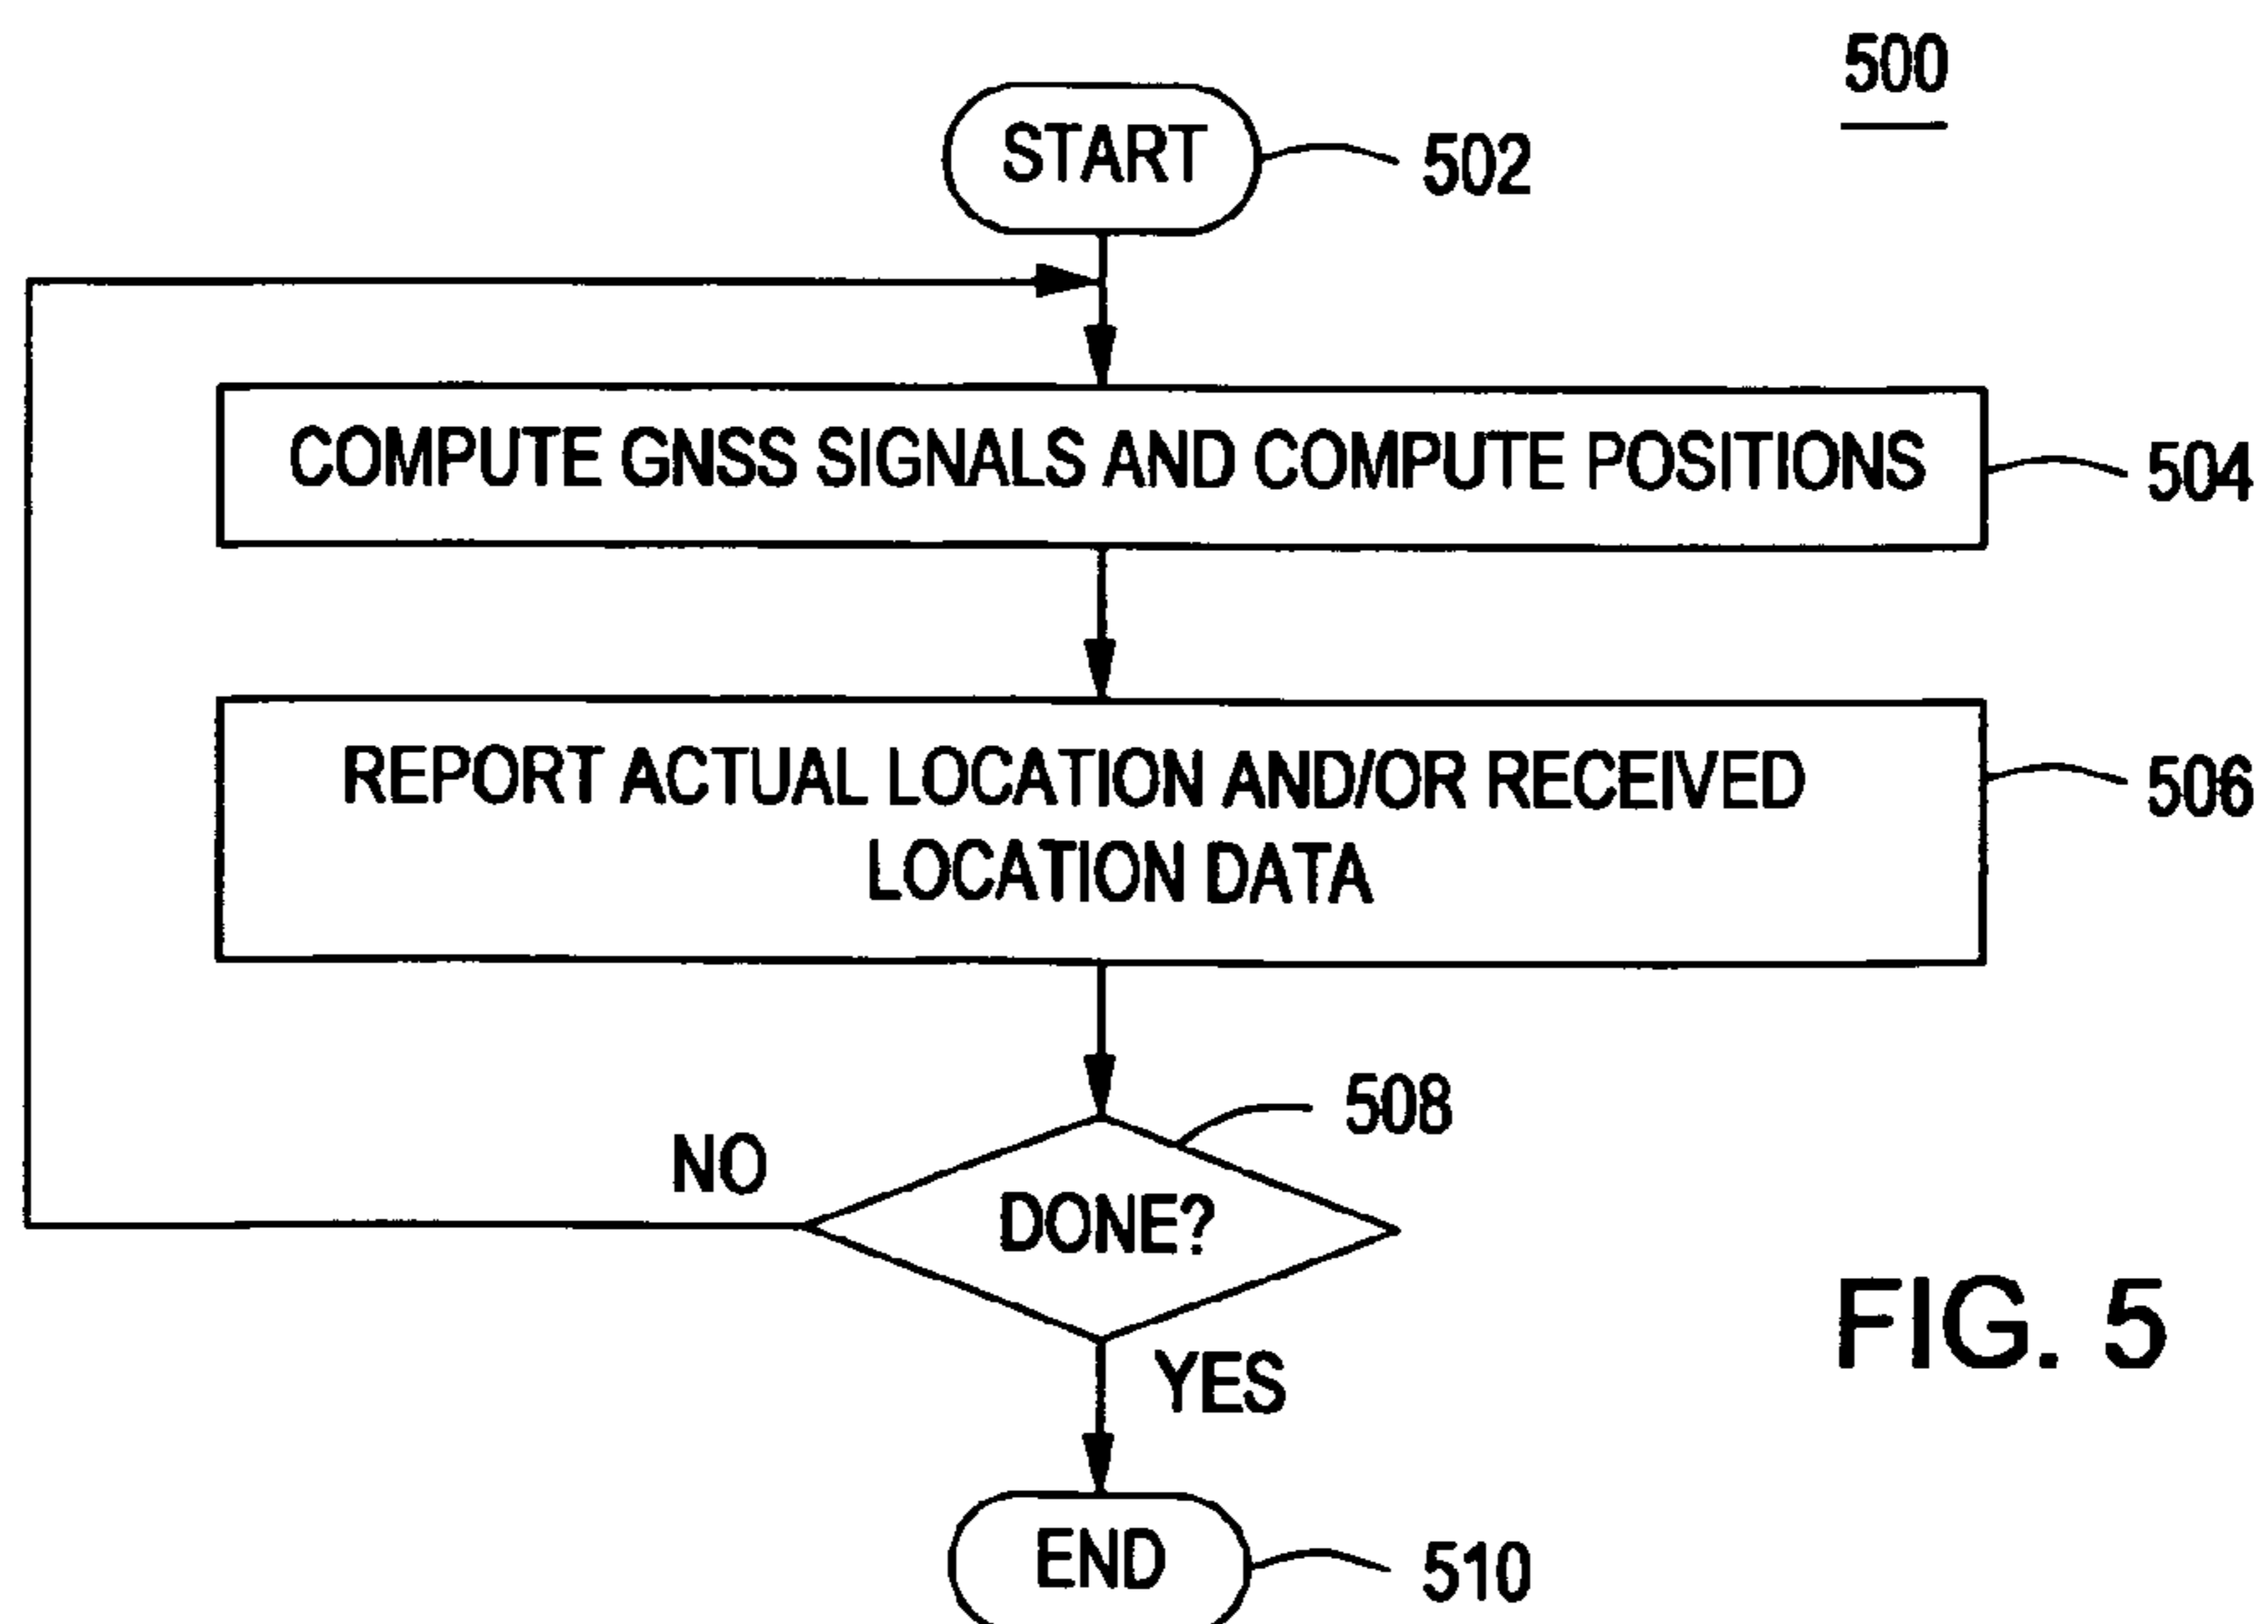 500
START
502
COMPUTE GNSS SIGNALS AND COMPUTE POSITIONS
504
REPORT ACTUAL LOCATION AND/OR RECEIVED
LOCATION DATA
506
508
NO
DONE?
YES
FIG. 5
END
510